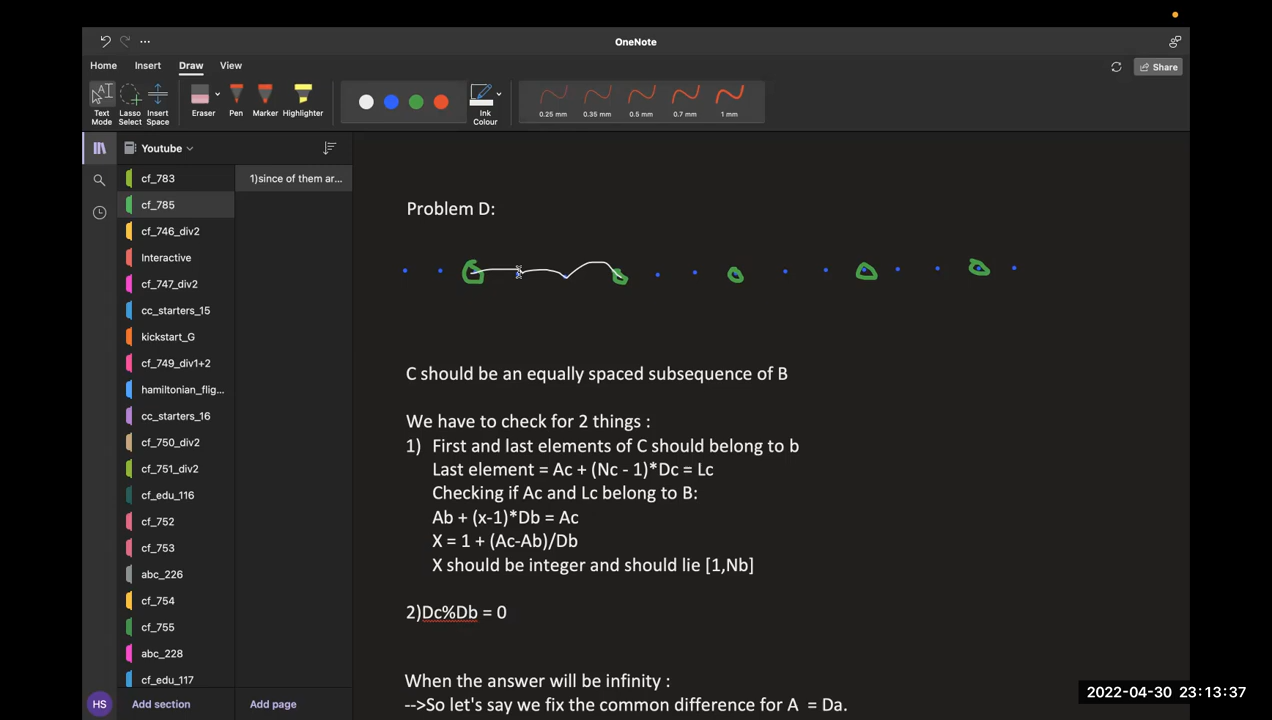 OneNote
Home
Insert
Draw
View
Share
Text Mode
Lasso Select
Insert Space
Eraser
Pen
Marker
Highlighter
Ink Colour
0.25 mm
0.35 mm
0.5 mm
0.7 mm
1 mm
Youtube
cf_783
cf_785
cf_746_div2
Interactive
cf_747_div2
cc_starters_15
kickstart_G
cf_749_div1+2
hamiltonian_flig...
cc_starters_16
cf_750_div2
cf_751_div2
cf_edu_116
cf_752
cf_753
abc_226
cf_754
cf_755
abc_228
cf_edu_117
HS
Add section
1)since of them ar...
Add page
Problem D:
C should be an equally spaced subsequence of B
We have to check for 2 things :
1) First and last elements of C should belong to b
Last element = Ac + (Nc - 1)*Dc = Lc
Checking if Ac and Lc belong to B:
Ab + (x-1)*Db = Ac
X = 1 + (Ac-Ab)/Db
X should be integer and should lie [1,Nb]
2)Dc%Db = 0
When the answer will be infinity :
-->So let's say we fix the common difference for A  = Da.
2022-04-30 23:13:37